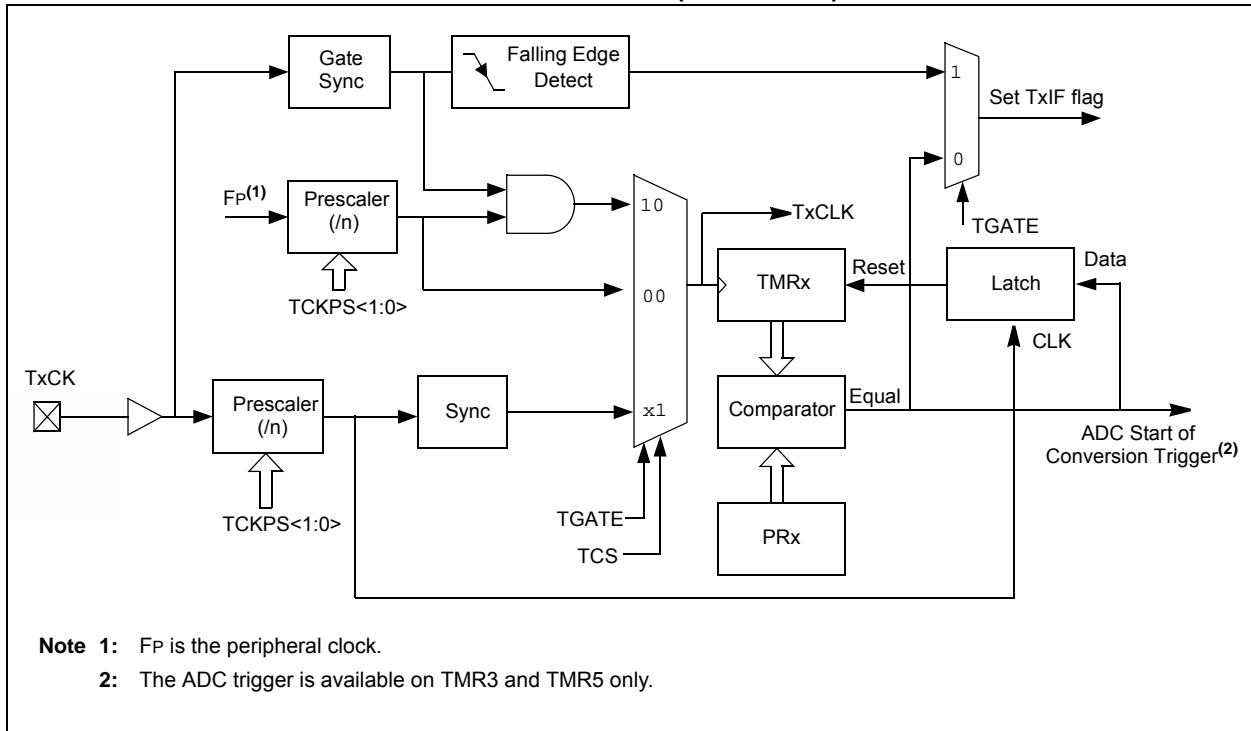 Gate
Sync
Falling Edge
Detect
1
Set TxIF flag
0
FP(1)
Prescaler
(/n)
10
TxCLK
TGATE
TCKPS<1:0>
00
TMRx
Reset
Latch
Data
CLK
TxCK
Prescaler
(/n)
Sync
x1
Comparator
Equal
ADC Start of
Conversion Trigger(2)
TCKPS<1:0>
TGATE
TCS
PRx
Note 1: FP is the peripheral clock.
2: The ADC trigger is available on TMR3 and TMR5 only.